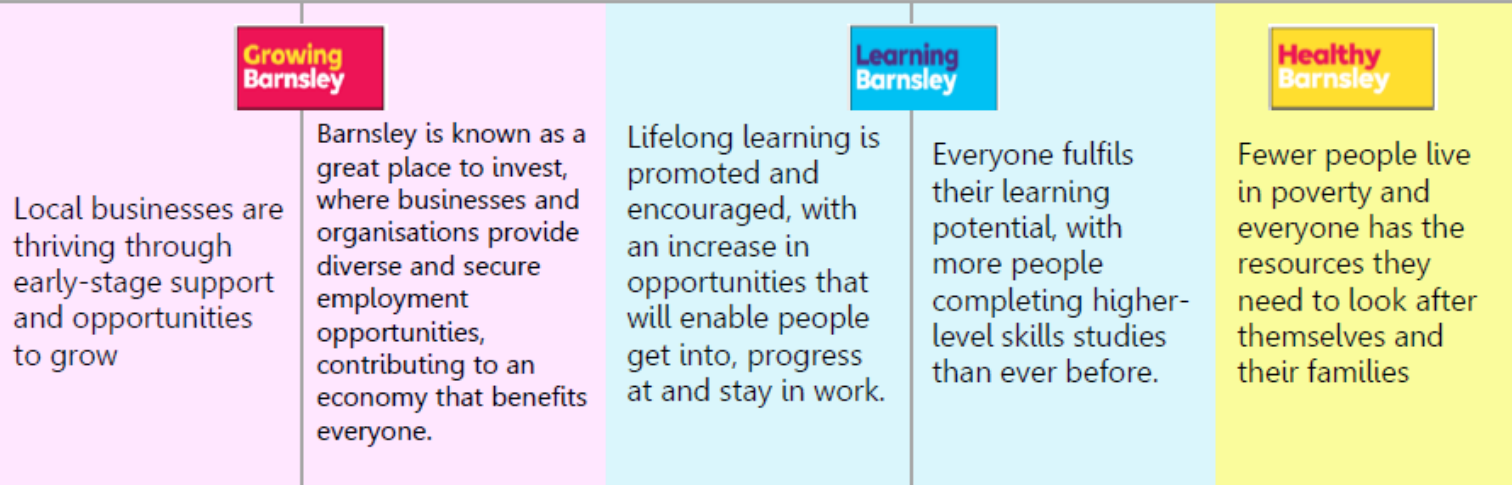 Growing
Barnsley
Local businesses are
thriving through
early-stage support
and opportunities
to grow
Barnsley is known as a
great place to invest,
where businesses and
organisations provide
diverse and secure
employment
opportunities,
contributing to an
economy that benefits
everyone.
Learning
Barnsley
Lifelong learning is
promoted and
encouraged, with
an increase in
opportunities that
will enable people
get into, progress
at and stay in work.
Everyone fulfils
their learning
potential, with
more people
completing higher-
level skills studies
than ever before.
Healthy
Barnsley
Fewer people live
in poverty and
everyone has the
resources they
need to look after
themselves and
their families